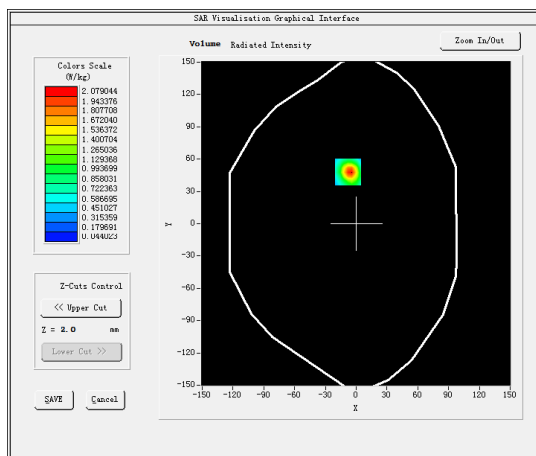 SAR Visualisation Graphical Interface
Volume Radiated Intensity
Zoom In/Out
Colors Scale
(W/kg)
2.079044
1.943376
1.807708
1.672040
1.536372
1.400704
1.265036
1.129368
0.993699
0.858031
0.722363
0.586695
0.451027
0.315359
0.179691
0.044023
Z-Cuts Control
<< Upper Cut
Z = 2.0 mm
Lower Cut >>
SAVE Cancel
150
120
90
60
30
0
-30
-60
-90
-120
-150
Y
-150 -120 -90 -60 -30 0 30 60 90 120 150
X